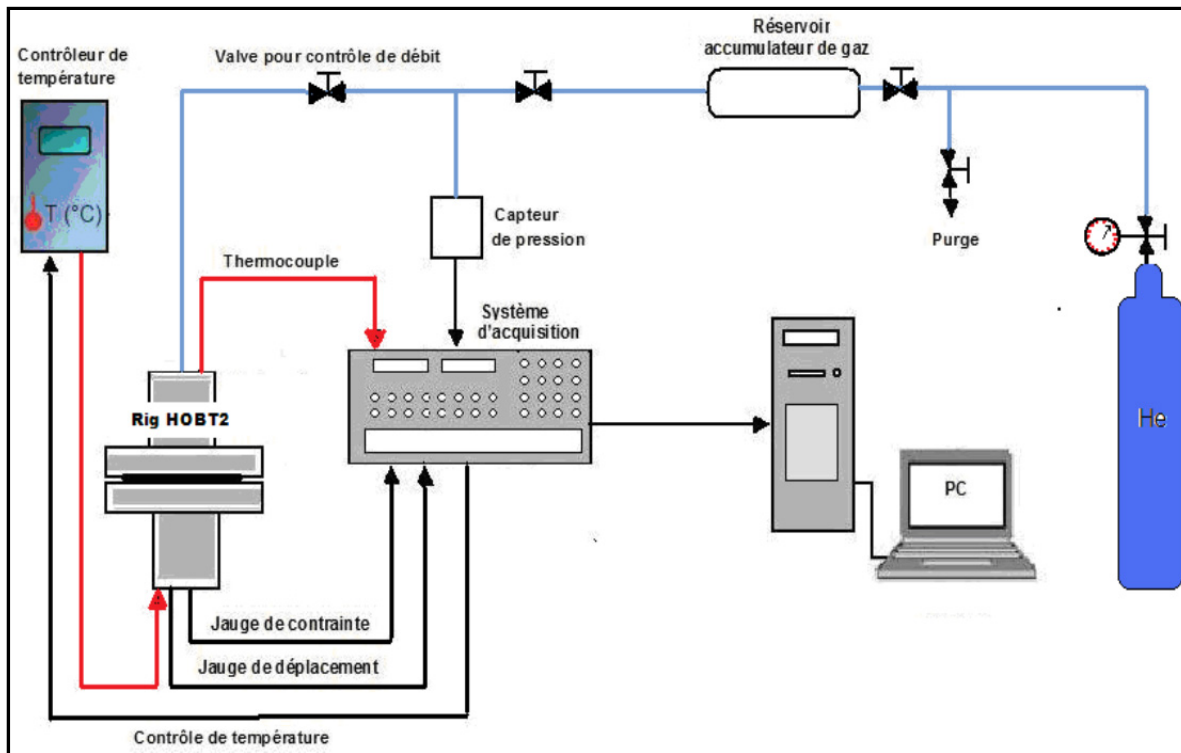 Contrôleur de
température
Valve pour contrôle de débit
Réservoir
accumulateur de gaz
T (°C)
Capteur
de pression
Purge
Thermocouple
Système
d'acquisition
Rig HOBT2
He
PC
Jauge de contrainte
Jauge de déplacement
Contrôle de température